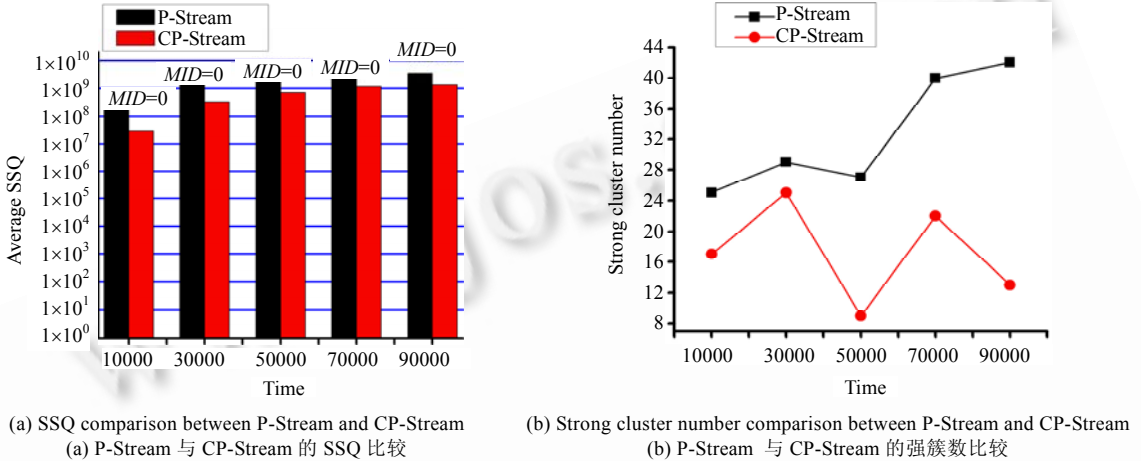 P-Stream
CP-Stream
1×10^10
1×10^9
1×10^8
1×10^7
1×10^6
1×10^5
1×10^4
1×10^3
1×10^2
1×10^1
1×10^0
Average SSQ
MID=0
MID=0
MID=0
MID=0
MID=0
10000 30000 50000 70000 90000
Time
(a) SSQ comparison between P-Stream and CP-Stream
(a) P-Stream 与 CP-Stream 的 SSQ 比较
P-Stream
CP-Stream
44
40
36
32
28
24
20
16
12
8
Strong cluster number
10000 30000 50000 70000 90000
Time
(b) Strong cluster number comparison between P-Stream and CP-Stream
(b) P-Stream 与 CP-Stream 的强簇数比较